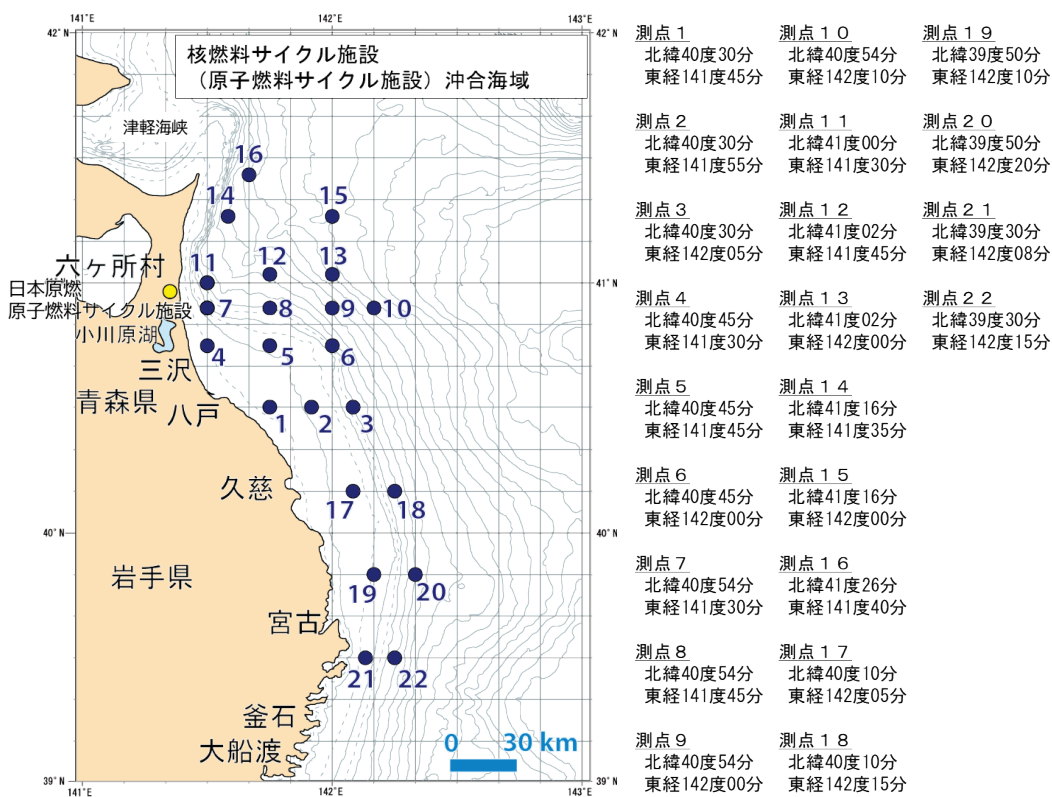 141°E
142°E
143°E
42°N
42°N
核燃料サイクル施設
（原子燃料サイクル施設）沖合海域
津軽海峡
16
14
15
12
13
11
六ヶ所村
41°N
日本原燃
原子燃料サイクル施設
7
8
9
10
小川原湖
4
5
6
三沢
青森県
八戸
1
2
3
久慈
17
18
40°N
40°N
岩手県
19
20
宮古
21
22
釜石
大船渡
0
30 km
39°N
39°N
141°E
142°E
143°E
測点１
北緯40度30分
東経141度45分
測点２
北緯40度30分
東経141度55分
測点３
北緯40度30分
東経142度05分
測点４
北緯40度45分
東経141度30分
測点５
北緯40度45分
東経141度45分
測点６
北緯40度45分
東経142度00分
測点７
北緯40度54分
東経141度30分
測点８
北緯40度54分
東経141度45分
測点９
北緯40度54分
東経142度00分
測点１０
北緯40度54分
東経142度10分
測点１１
北緯41度00分
東経141度30分
測点１２
北緯41度02分
東経141度45分
測点１３
北緯41度02分
東経142度00分
測点１４
北緯41度16分
東経141度35分
測点１５
北緯41度16分
東経142度00分
測点１６
北緯41度26分
東経141度40分
測点１７
北緯40度10分
東経142度05分
測点１８
北緯40度10分
東経142度15分
測点１９
北緯39度50分
東経142度10分
測点２０
北緯39度50分
東経142度20分
測点２１
北緯39度30分
東経142度08分
測点２２
北緯39度30分
東経142度15分